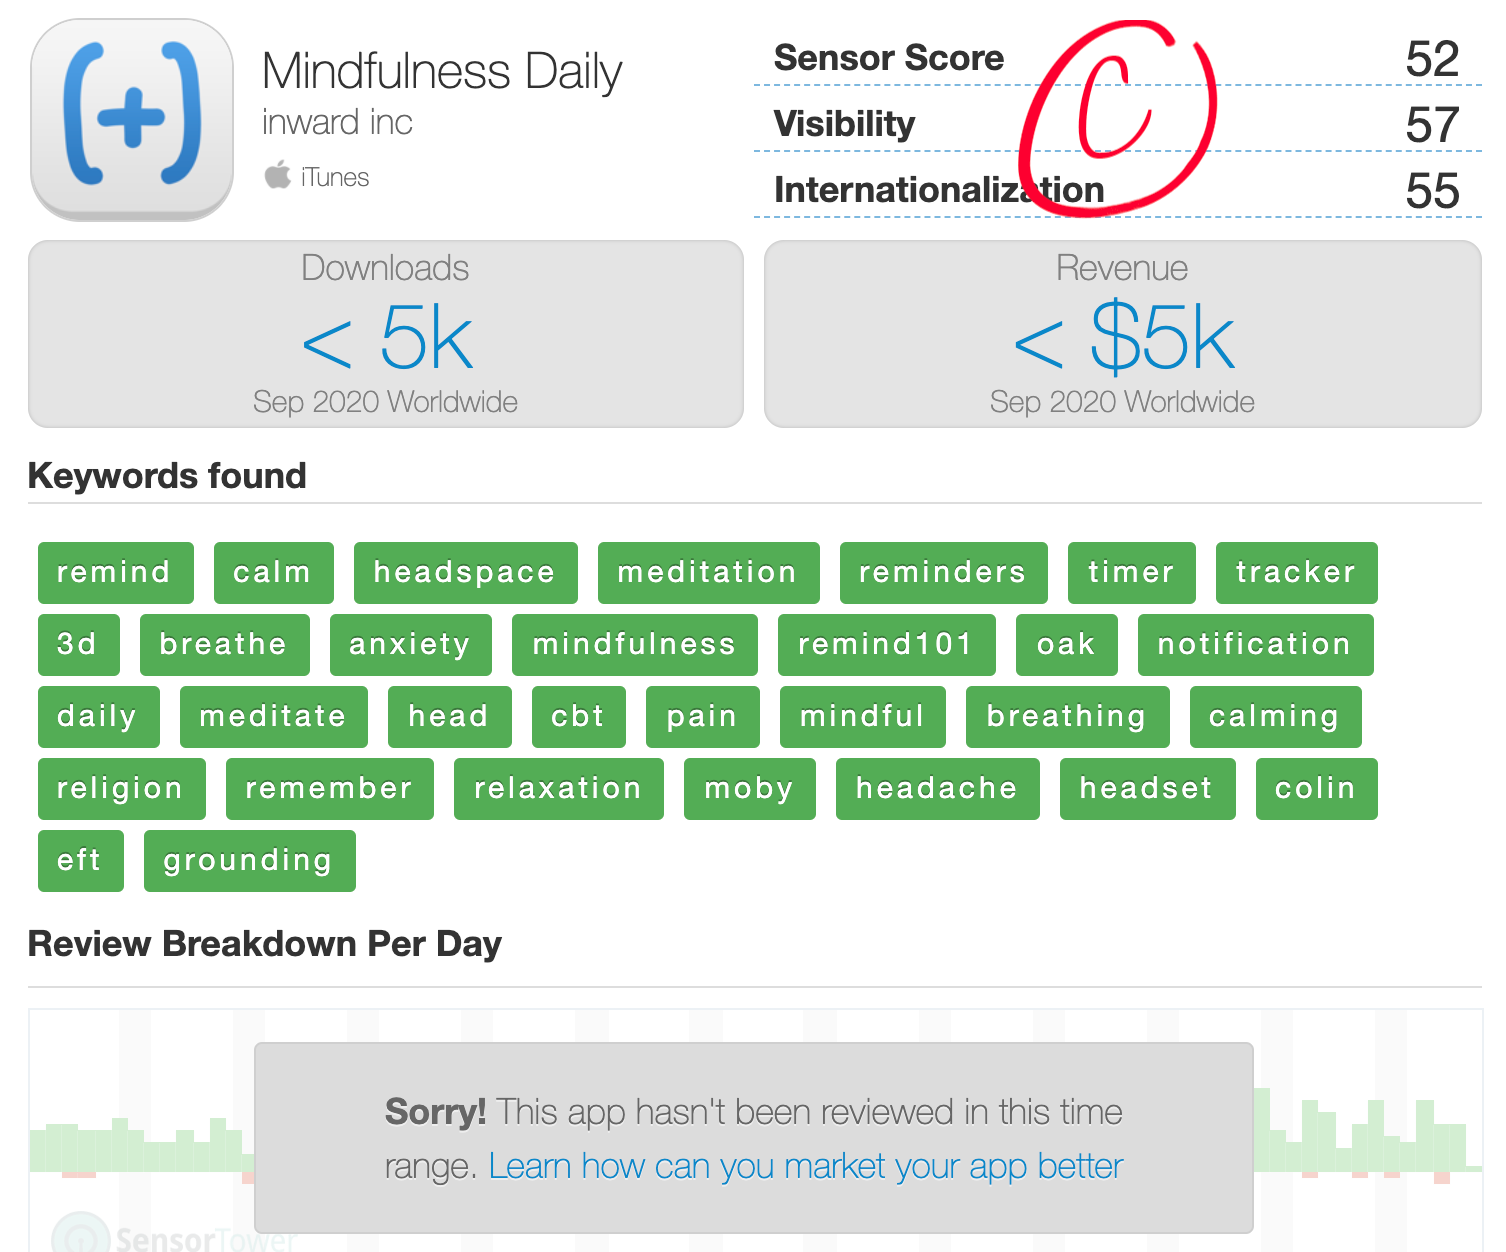 Mindfulness Daily
inward inc
iTunes
Sensor Score 52
Visibility 57
Internationalization 55
C
Downloads
< 5k
Sep 2020 Worldwide
Revenue
< $5k
Sep 2020 Worldwide
Keywords found
remind calm headspace meditation reminders timer tracker
3d breathe anxiety mindfulness remind101 oak notification
daily meditate head cbt pain mindful breathing calming
religion remember relaxation moby headache headset colin
eft grounding
Review Breakdown Per Day
Sorry! This app hasn't been reviewed in this time
range. Learn how can you market your app better
SensorTower